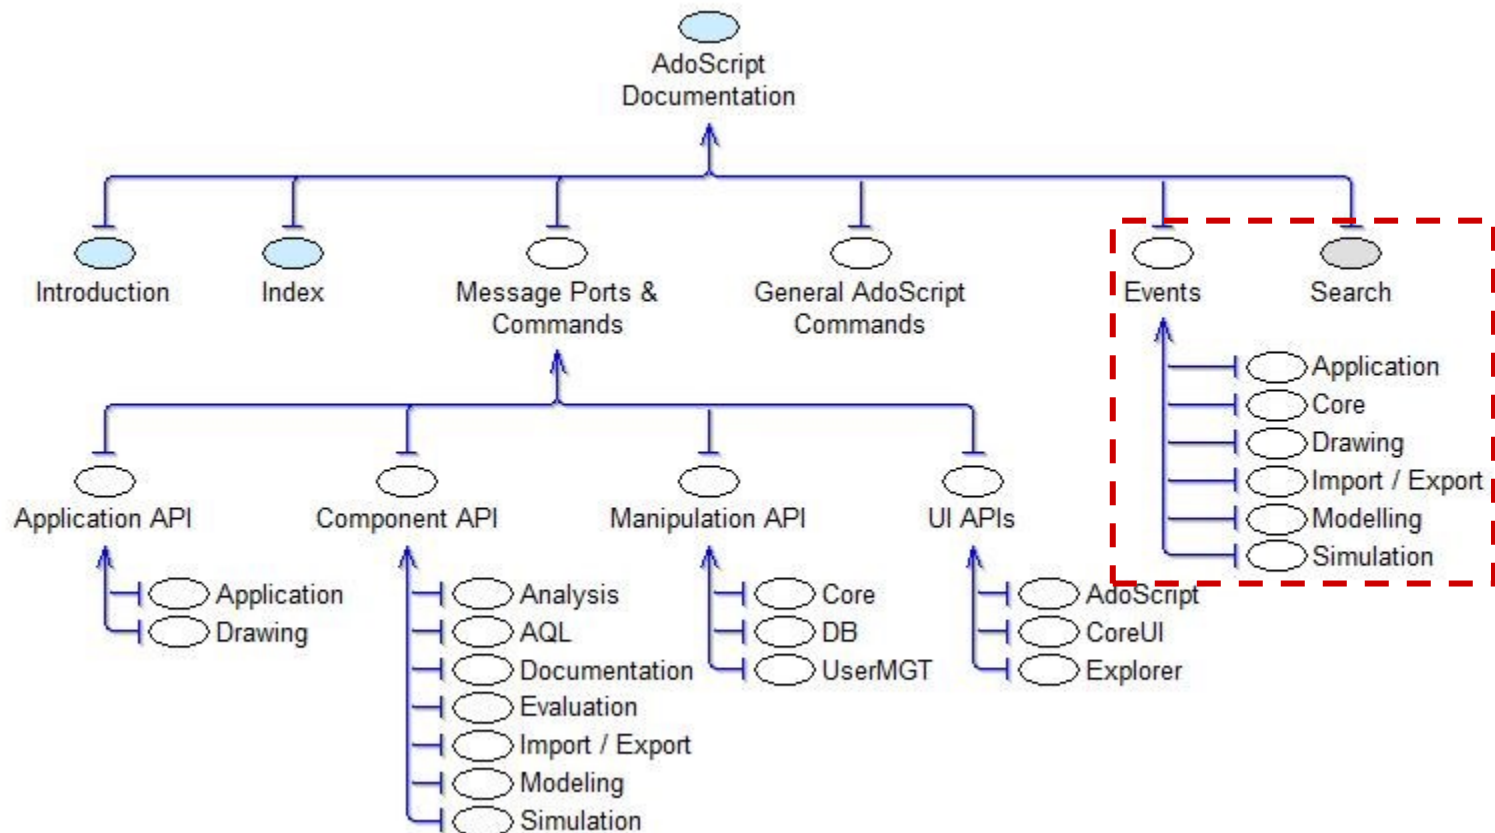 AdoScript
Documentation
Introduction
Index
Message Ports &
Commands
General AdoScript
Commands
Events
Search
Application
Core
Drawing
Import / Export
Modelling
Simulation
Application API
Component API
Manipulation API
UI APIs
Application
Drawing
Analysis
AQL
Documentation
Evaluation
Import / Export
Modeling
Simulation
Core
DB
UserMGT
AdoScript
CoreUI
Explorer